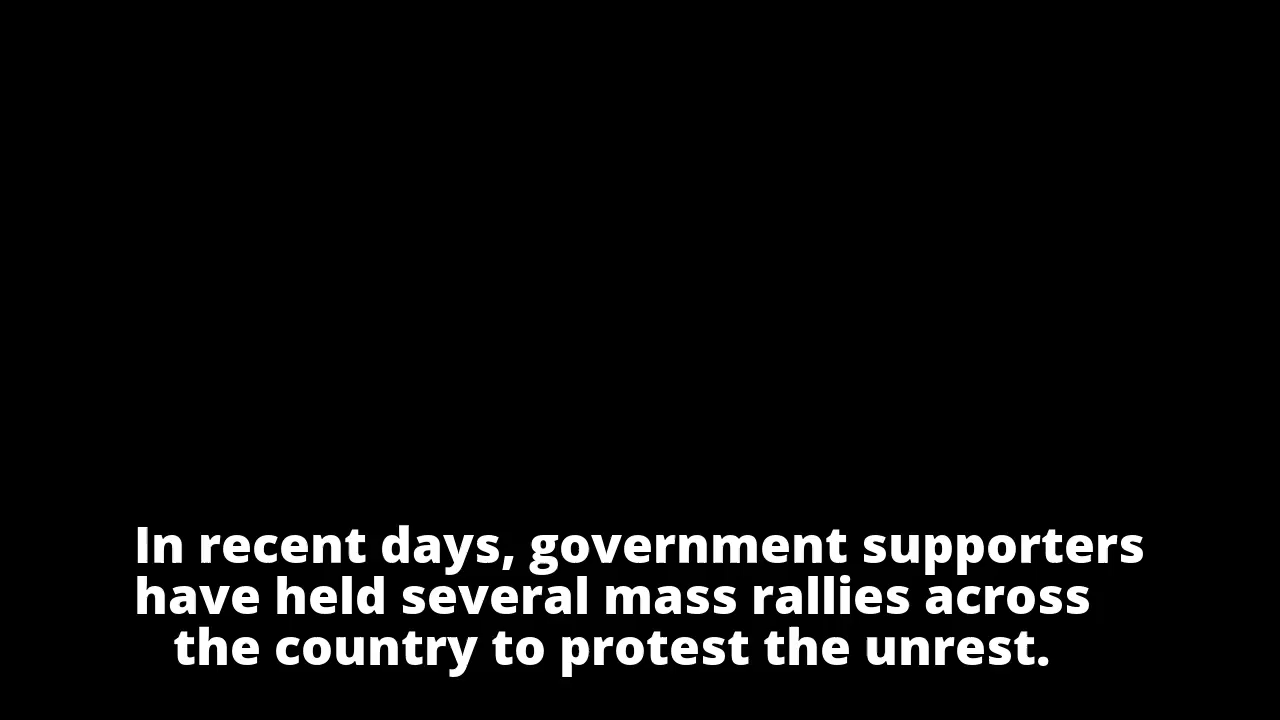 In recent days, government supporters
have held several mass rallies across
the country to protest the unrest.